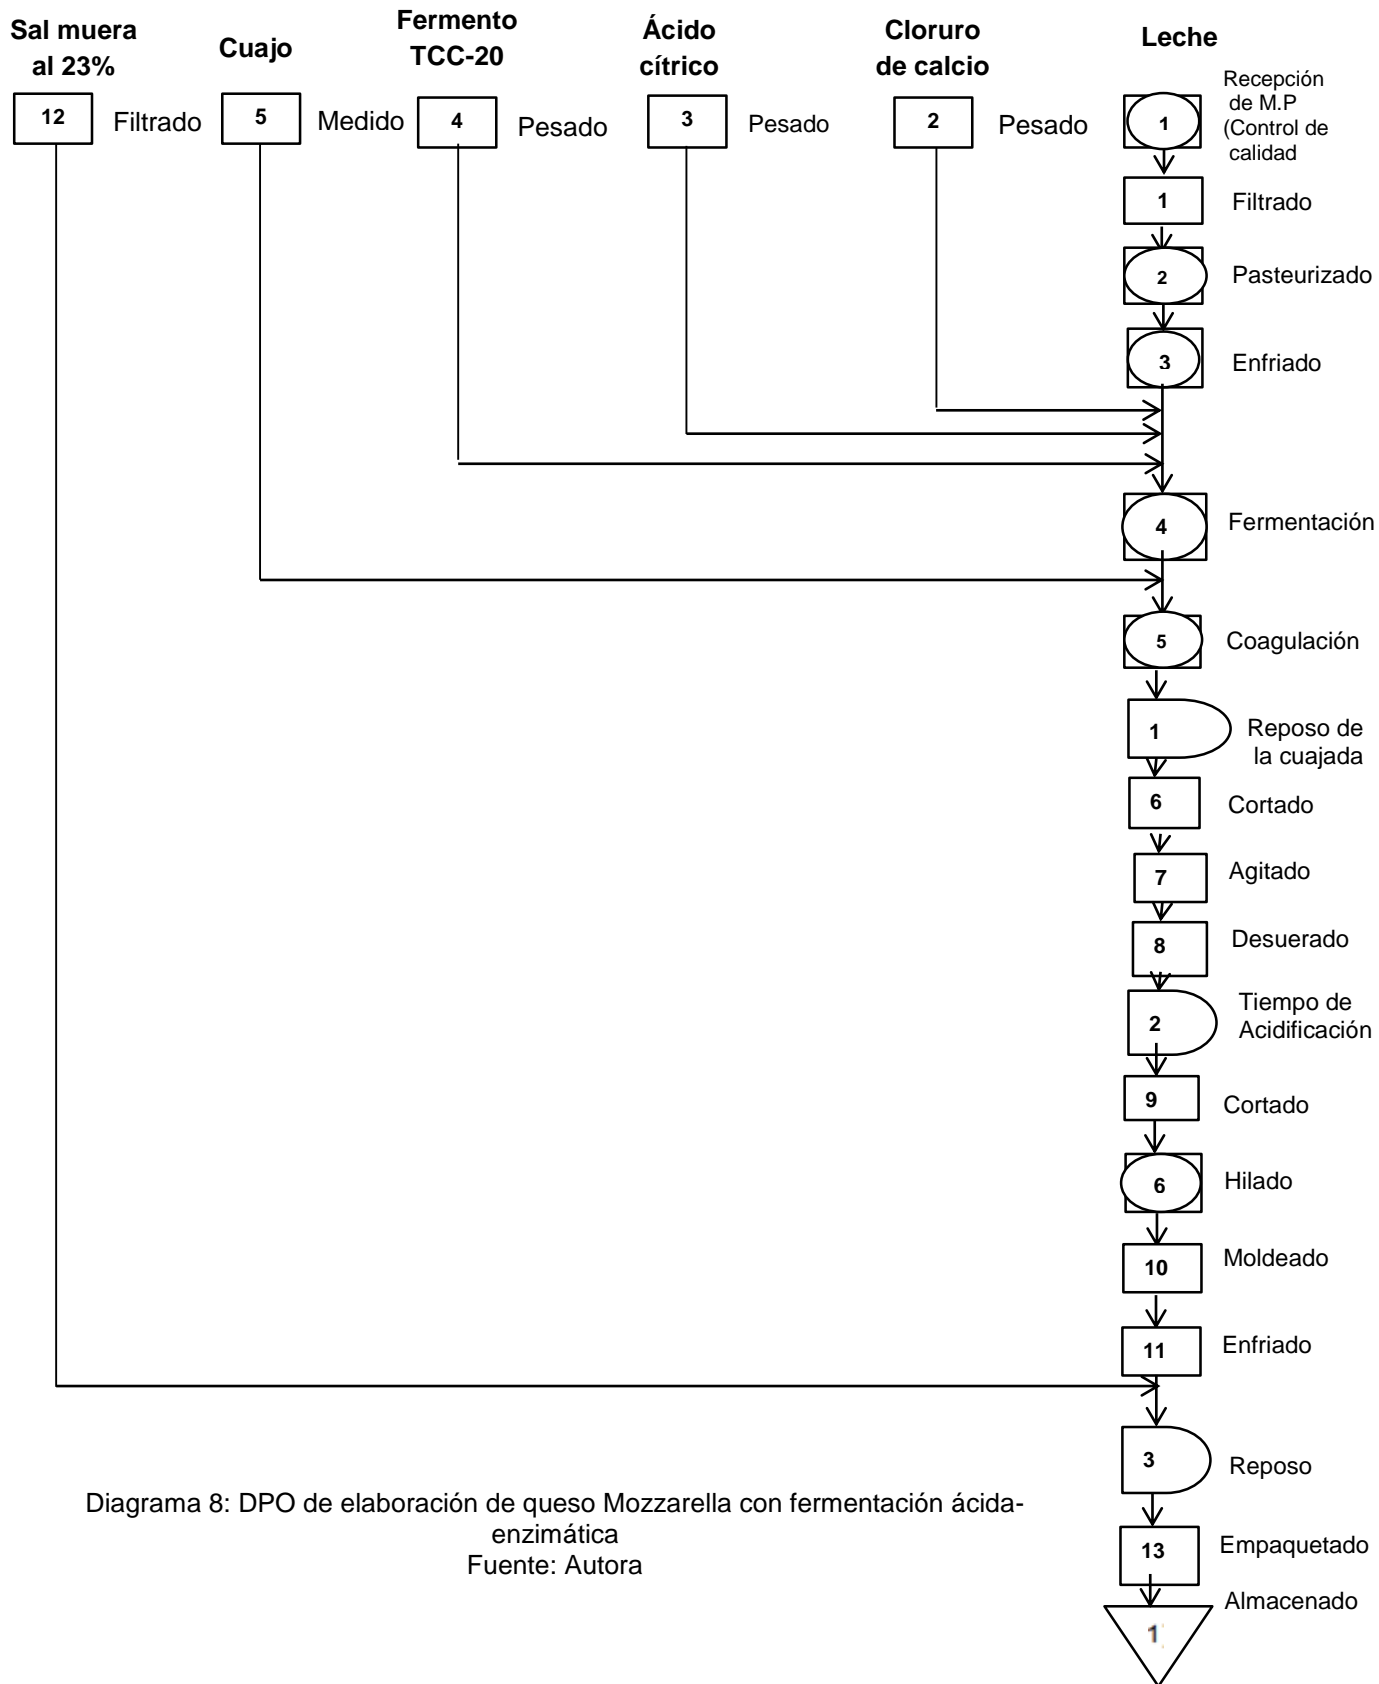 Sal muera
al 23%
Cuajo
Fermento
TCC-20
Ácido
cítrico
Cloruro
de calcio
Leche
12
Filtrado
5
Medido
4
Pesado
3
Pesado
2
Pesado
1
Recepción
de M.P
(Control de
calidad
1
Filtrado
2
Pasteurizado
3
Enfriado
4
Fermentación
5
Coagulación
1
Reposo de
la cuajada
6
Cortado
7
Agitado
8
Desuerado
2
Tiempo de
Acidificación
9
Cortado
6
Hilado
10
Moldeado
11
Enfriado
3
Reposo
13
Empaquetado
1
Almacenado
Diagrama 8: DPO de elaboración de queso Mozzarella con fermentación ácida-
enzimática
Fuente: Autora